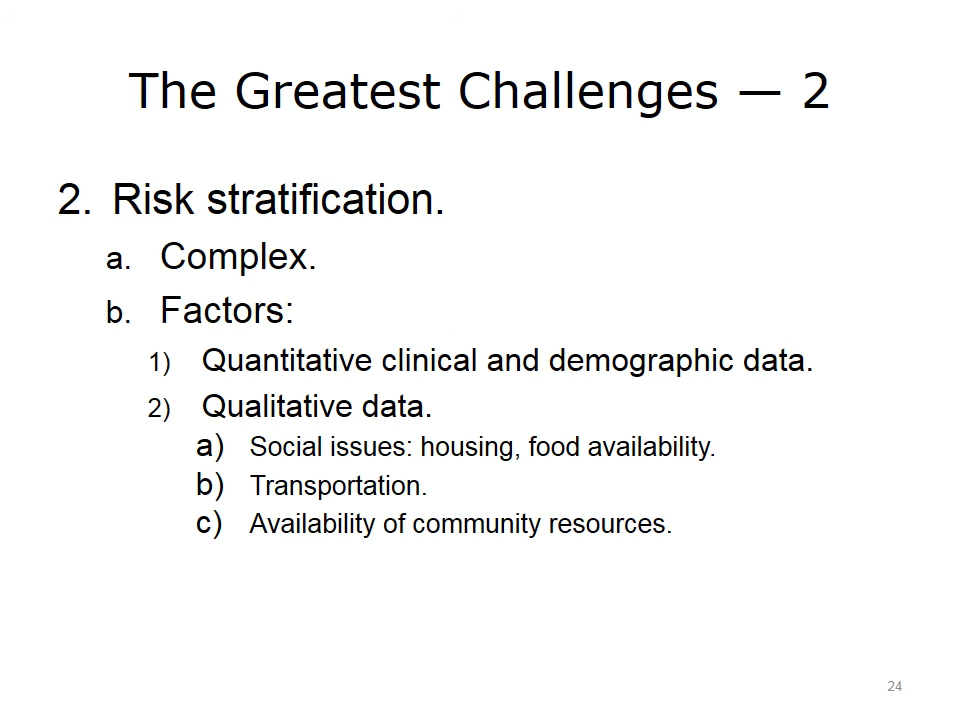 The Greatest Challenges — 2
2. Risk stratification.
a. Complex.
b. Factors:
1) Quantitative clinical and demographic data.
2) Qualitative data.
a) Social issues: housing, food availability.
b) Transportation.
c) Availability of community resources.
24